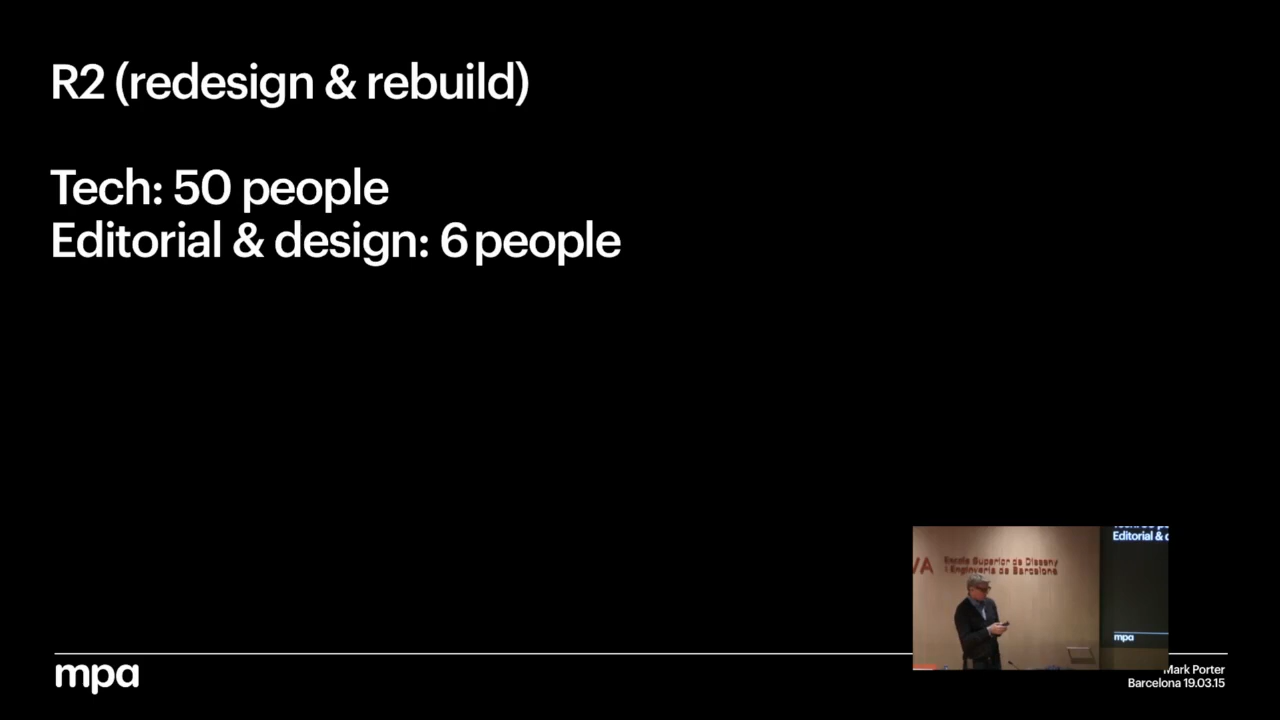 R2 (redesign & rebuild)
Tech: 50 people
Editorial & design: 6 people
Editorial &
VA
Escola Superior de Disseny
i Enginyeria de Barcelona
mpa
mpa
Mark Porter
Barcelona 19.03.15